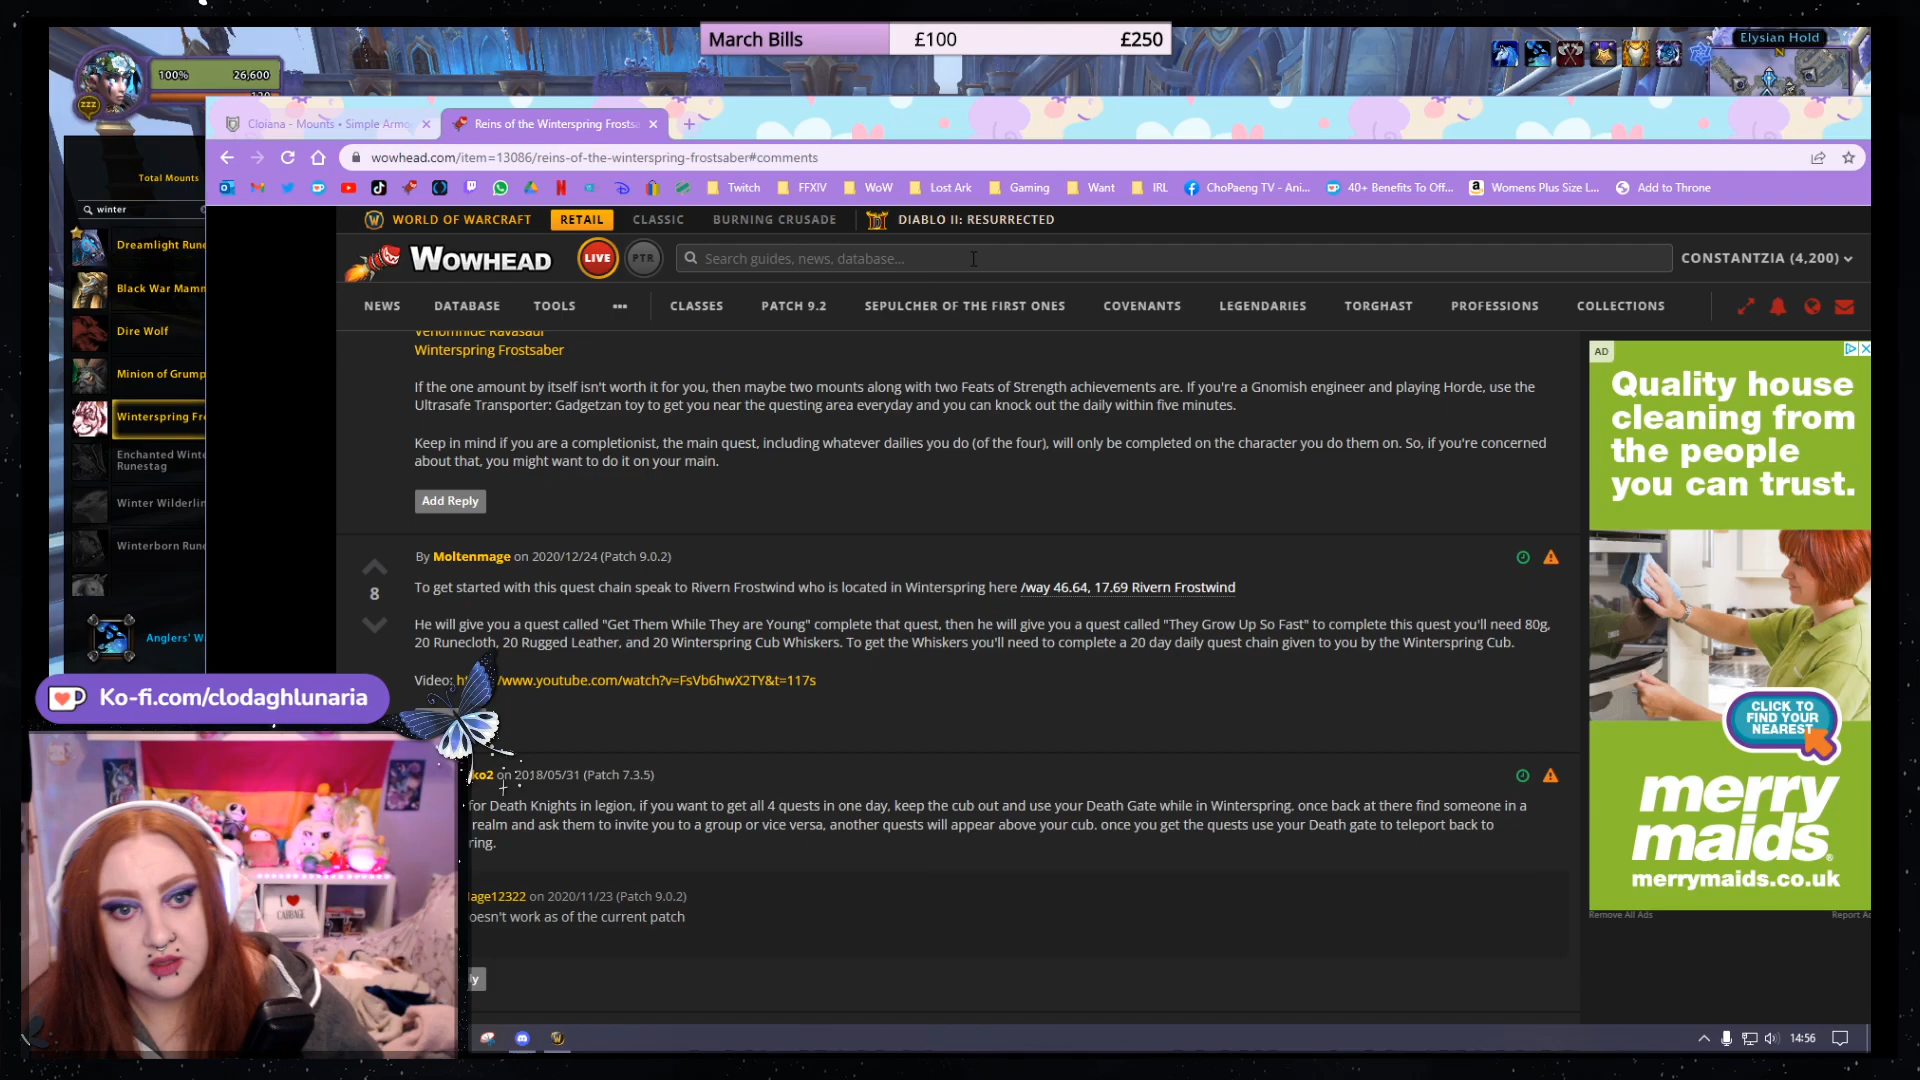 March Bills £100 £250
Elysian Hold
100% 26,600
120
zzz
Cloiana - Mounts • Simple Armo
Reins of the Winterspring Frostsa
wowhead.com/item=13086/reins-of-the-winterspring-frostsaber#comments
Twitch FFXIV WoW Lost Ark Gaming Want IRL ChoPaeng TV - Ani... 40+ Benefits To Off... Womens Plus Size L... Add to Throne
Total Mounts
winter
Dreamlight Rune
Black War Mamm
Dire Wolf
Minion of Grump
Winterspring Fr
Enchanted Winte
Runestag
Winter Wilderlin
Winterborn Rune
Anglers' W
WORLD OF WARCRAFT RETAIL CLASSIC BURNING CRUSADE DIABLO II: RESURRECTED
WOWHEAD LIVE PTR Search guides, news, database... CONSTANTZIA (4,200)
NEWS DATABASE TOOLS ••• CLASSES PATCH 9.2 SEPULCHER OF THE FIRST ONES COVENANTS LEGENDARIES TORGHAST PROFESSIONS COLLECTIONS
Venomhide Ravasaur
Winterspring Frostsaber
If the one amount by itself isn't worth it for you, then maybe two mounts along with two Feats of Strength achievements are. If you're a Gnomish engineer and playing Horde, use the
Ultrasafe Transporter: Gadgetzan toy to get you near the questing area everyday and you can knock out the daily within five minutes.
Keep in mind if you are a completionist, the main quest, including whatever dailies you do (of the four), will only be completed on the character you do them on. So, if you're concerned
about that, you might want to do it on your main.
Add Reply
By Moltenmage on 2020/12/24 (Patch 9.0.2)
8
To get started with this quest chain speak to Rivern Frostwind who is located in Winterspring here /way 46.64, 17.69 Rivern Frostwind
He will give you a quest called "Get Them While They are Young" complete that quest, then he will give you a quest called "They Grow Up So Fast" to complete this quest you'll need 80g,
20 Runecloth, 20 Rugged Leather, and 20 Winterspring Cub Whiskers. To get the Whiskers you'll need to complete a 20 day daily quest chain given to you by the Winterspring Cub.
Video: ht /www.youtube.com/watch?v=FsVb6hwX2TY&t=117s
ko2 on 2018/05/31 (Patch 7.3.5)
for Death Knights in legion, if you want to get all 4 quests in one day, keep the cub out and use your Death Gate while in Winterspring. once back at there find someone in a
realm and ask them to invite you to a group or vice versa, another quests will appear above your cub. once you get the quests use your Death gate to teleport back to
ring.
lage12322 on 2020/11/23 (Patch 9.0.2)
oesn't work as of the current patch
ly
AD
Quality house
cleaning from
the people
you can trust.
CLICK TO
FIND YOUR
NEAREST
merry
maids
merrymaids.co.uk
Remove All Ads Report Ad
Ko-fi.com/clodaghlunaria
I ♥
CABBAGE
14:56